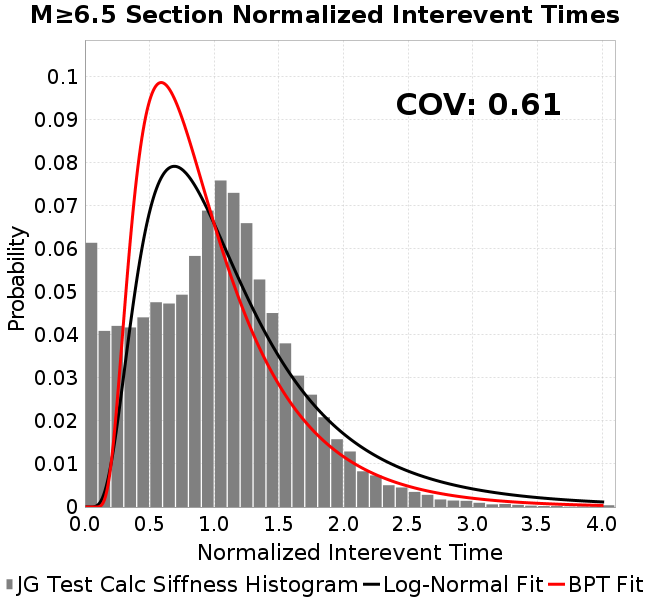 M≥6.5 Section Normalized Interevent Times
COV: 0.61
Probability
0.1
0.09
0.08
0.07
0.06
0.05
0.04
0.03
0.02
0.01
0
0.0 0.5 1.0 1.5 2.0 2.5 3.0 3.5 4.0
Normalized Interevent Time
JG Test Calc Siffness Histogram Log-Normal Fit BPT Fit